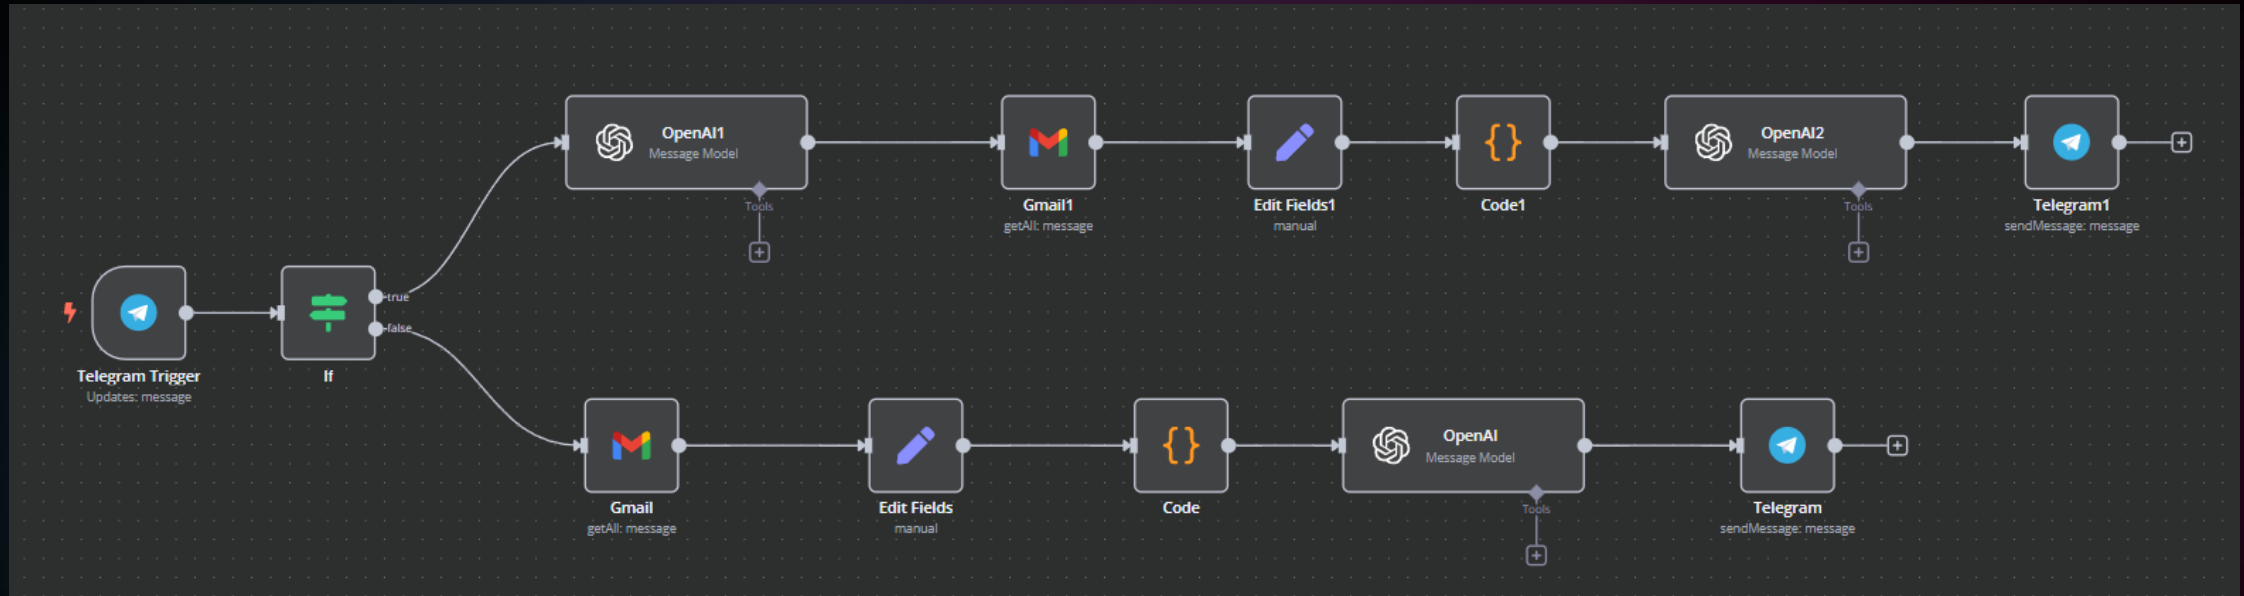 OpenAI1
Message Model
Tools
Gmail1
getAll: message
Edit Fields1
manual
Code1
OpenAI2
Message Model
Tools
Telegram1
sendMessage: message
Telegram Trigger
Updates: message
If
true
false
Gmail
getAll: message
Edit Fields
manual
Code
OpenAI
Message Model
Tools
Telegram
sendMessage: message